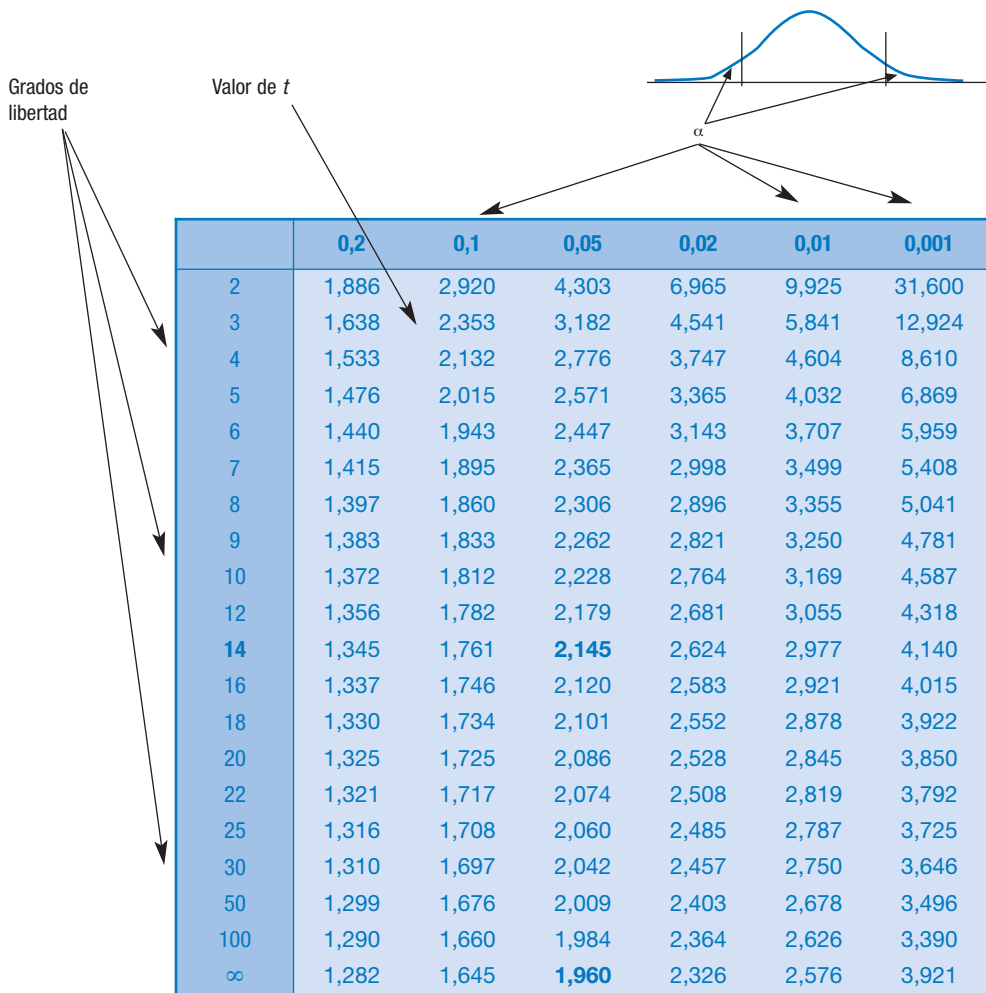 Grados de
libertad
Valor de t
α
0,2 0,1 0,05 0,02 0,01 0,001
2 1,886 2,920 4,303 6,965 9,925 31,600
3 1,638 2,353 3,182 4,541 5,841 12,924
4 1,533 2,132 2,776 3,747 4,604 8,610
5 1,476 2,015 2,571 3,365 4,032 6,869
6 1,440 1,943 2,447 3,143 3,707 5,959
7 1,415 1,895 2,365 2,998 3,499 5,408
8 1,397 1,860 2,306 2,896 3,355 5,041
9 1,383 1,833 2,262 2,821 3,250 4,781
10 1,372 1,812 2,228 2,764 3,169 4,587
12 1,356 1,782 2,179 2,681 3,055 4,318
14 1,345 1,761 2,145 2,624 2,977 4,140
16 1,337 1,746 2,120 2,583 2,921 4,015
18 1,330 1,734 2,101 2,552 2,878 3,922
20 1,325 1,725 2,086 2,528 2,845 3,850
22 1,321 1,717 2,074 2,508 2,819 3,792
25 1,316 1,708 2,060 2,485 2,787 3,725
30 1,310 1,697 2,042 2,457 2,750 3,646
50 1,299 1,676 2,009 2,403 2,678 3,496
100 1,290 1,660 1,984 2,364 2,626 3,390
∞ 1,282 1,645 1,960 2,326 2,576 3,921